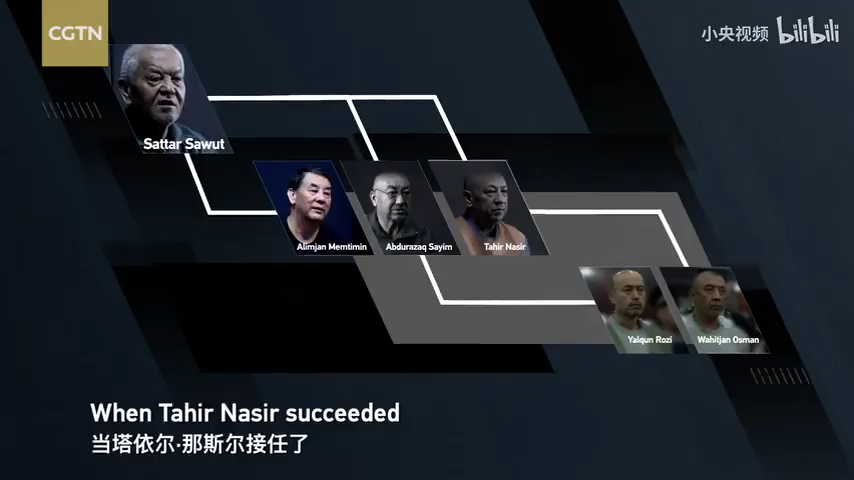 CGTN
小央视频 bilibili
Sattar Sawut
Alimjan Memtimin
Abdurazaq Sayim
Tahir Nasir
Yalqun Rozi
Wahitjan Osman
When Tahir Nasir succeeded
当塔依尔·那斯尔接任了